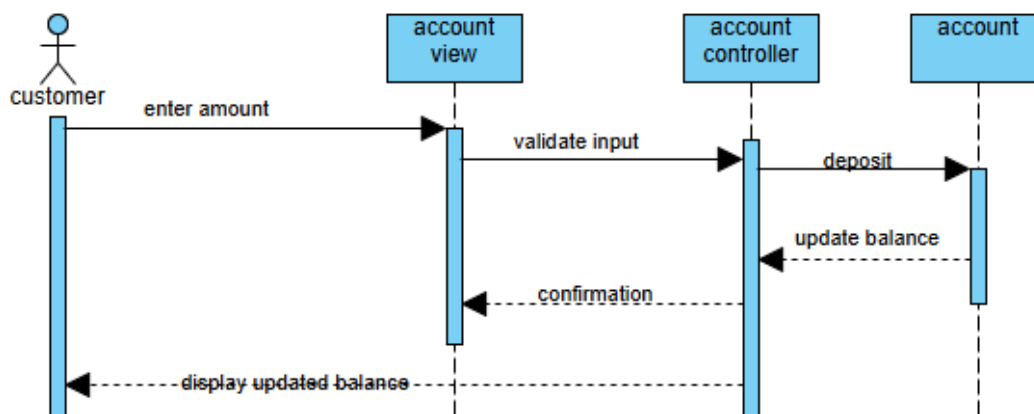 account
view
account
controller
account
customer
enter amount
validate input
deposit
update balance
confirmation
display updated balance